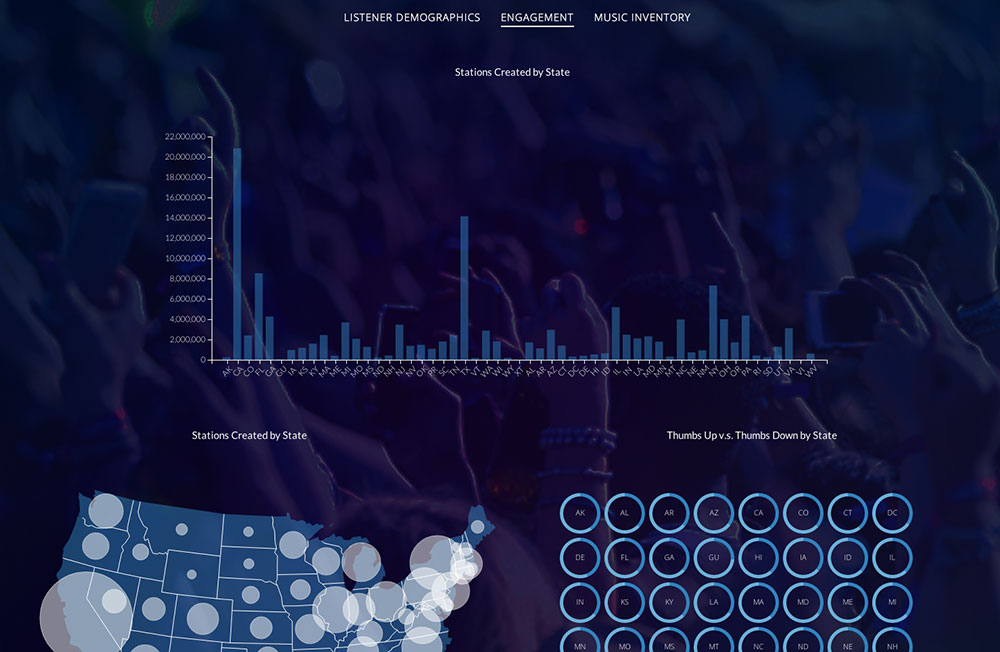 LISTENER DEMOGRAPHICS ENGAGEMENT MUSIC INVENTORY
Stations Created by State
22,000,000
20,000,000
18,000,000
16,000,000
14,000,000
12,000,000
10,000,000
8,000,000
6,000,000
4,000,000
2,000,000
0
AK CA CO FL GA GU IA KS KY MA ME MI MO MS ND NH NJ NV OK PR SC TN TX VT WA WI WY AL AR AZ CT DC DE HI ID IL IN LA MD MN MT NC NE NM NY OH OR PA RI SD UT VA VI WV
Stations Created by State Thumbs Up v.s. Thumbs Down by State
AK AL AR AZ CA CO CT DC
DE FL GA GU HI IA ID IL
IN KS KY LA MA MD ME MI
MN MO MS MT NC ND NE NH